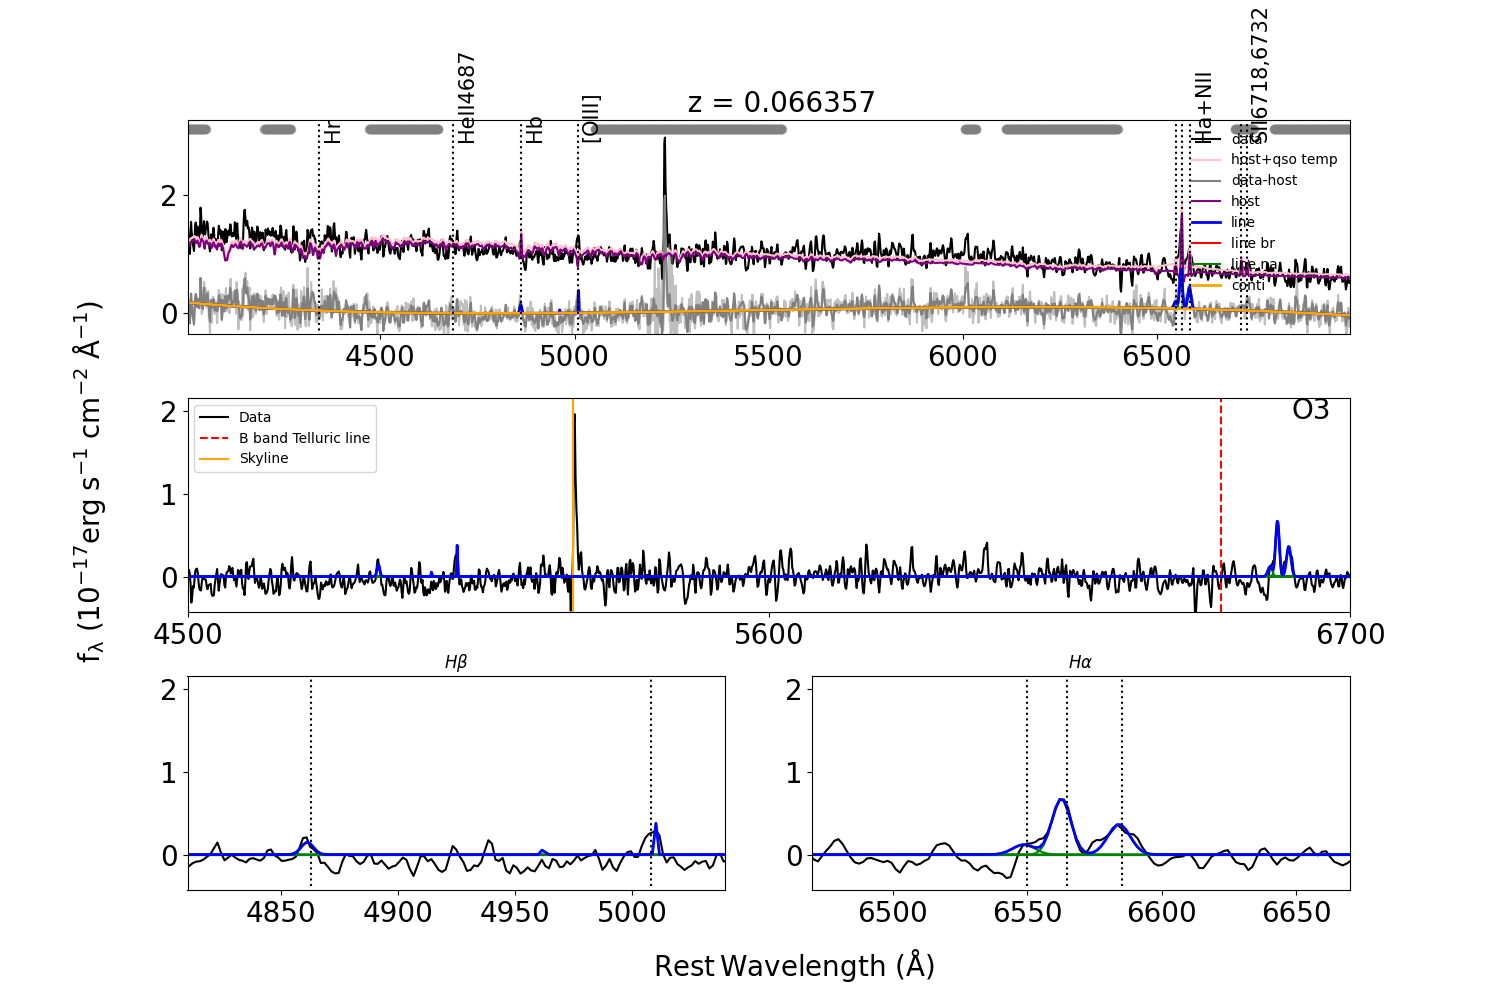 z = 0.066357
Hr
HeII4687
Hb
[OIII]
Ha+NII
SII6718,6732
data
host+qso temp
data-host
host
line
line br
line na
conti
2
0
4500 5000 5500 6000 6500
fλ (10⁻¹⁷erg s⁻¹ cm⁻² Å⁻¹)
O3
Data
B band Telluric line
Skyline
2
1
0
4500 5600 6700
Hβ
2
1
0
4850 4900 4950 5000
Hα
2
1
0
6500 6550 6600 6650
Rest Wavelength (Å)